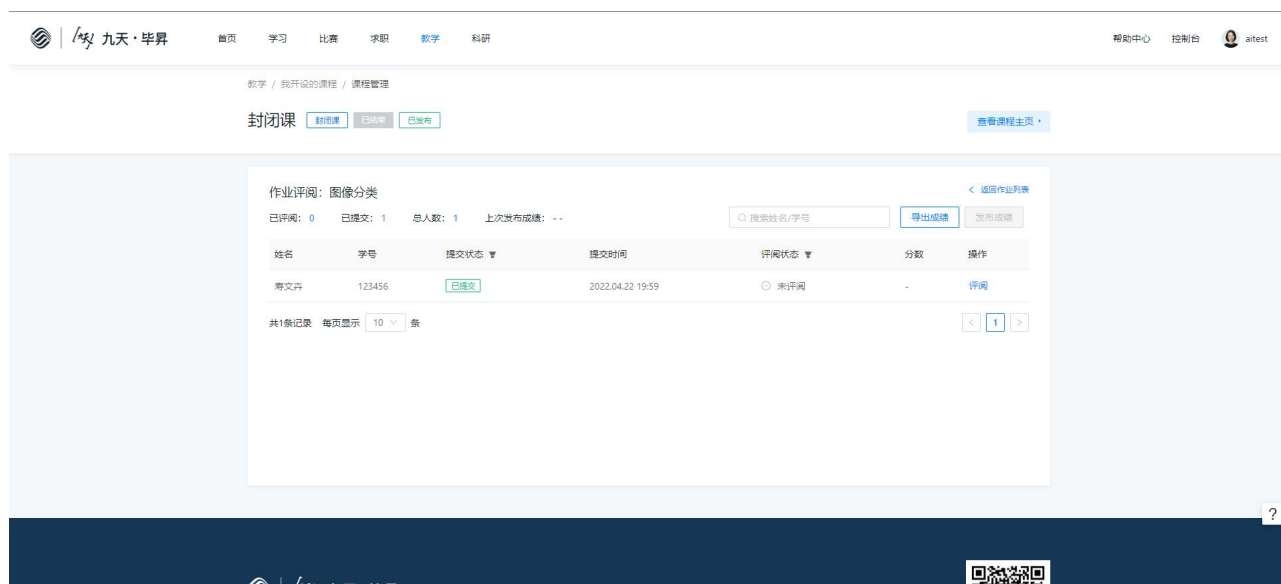 九天·毕昇 首页 学习 比赛 求职 教学 科研 帮助中心 控制台 aitest
教学 / 我开设的课程 / 课程管理
封闭课 封闭课 已结束 已发布 查看课程主页
作业评阅：图像分类 < 返回作业列表
已评阅：0 已提交：1 总人数：1 上次发布成绩：-- 搜索姓名/学号 导出成绩 发布成绩
姓名 学号 提交状态 提交时间 评阅状态 分数 操作
寿文卉 123456 已提交 2022.04.22 19:59 未评阅 - 评阅
共1条记录 每页显示 10 条 < 1 >
?